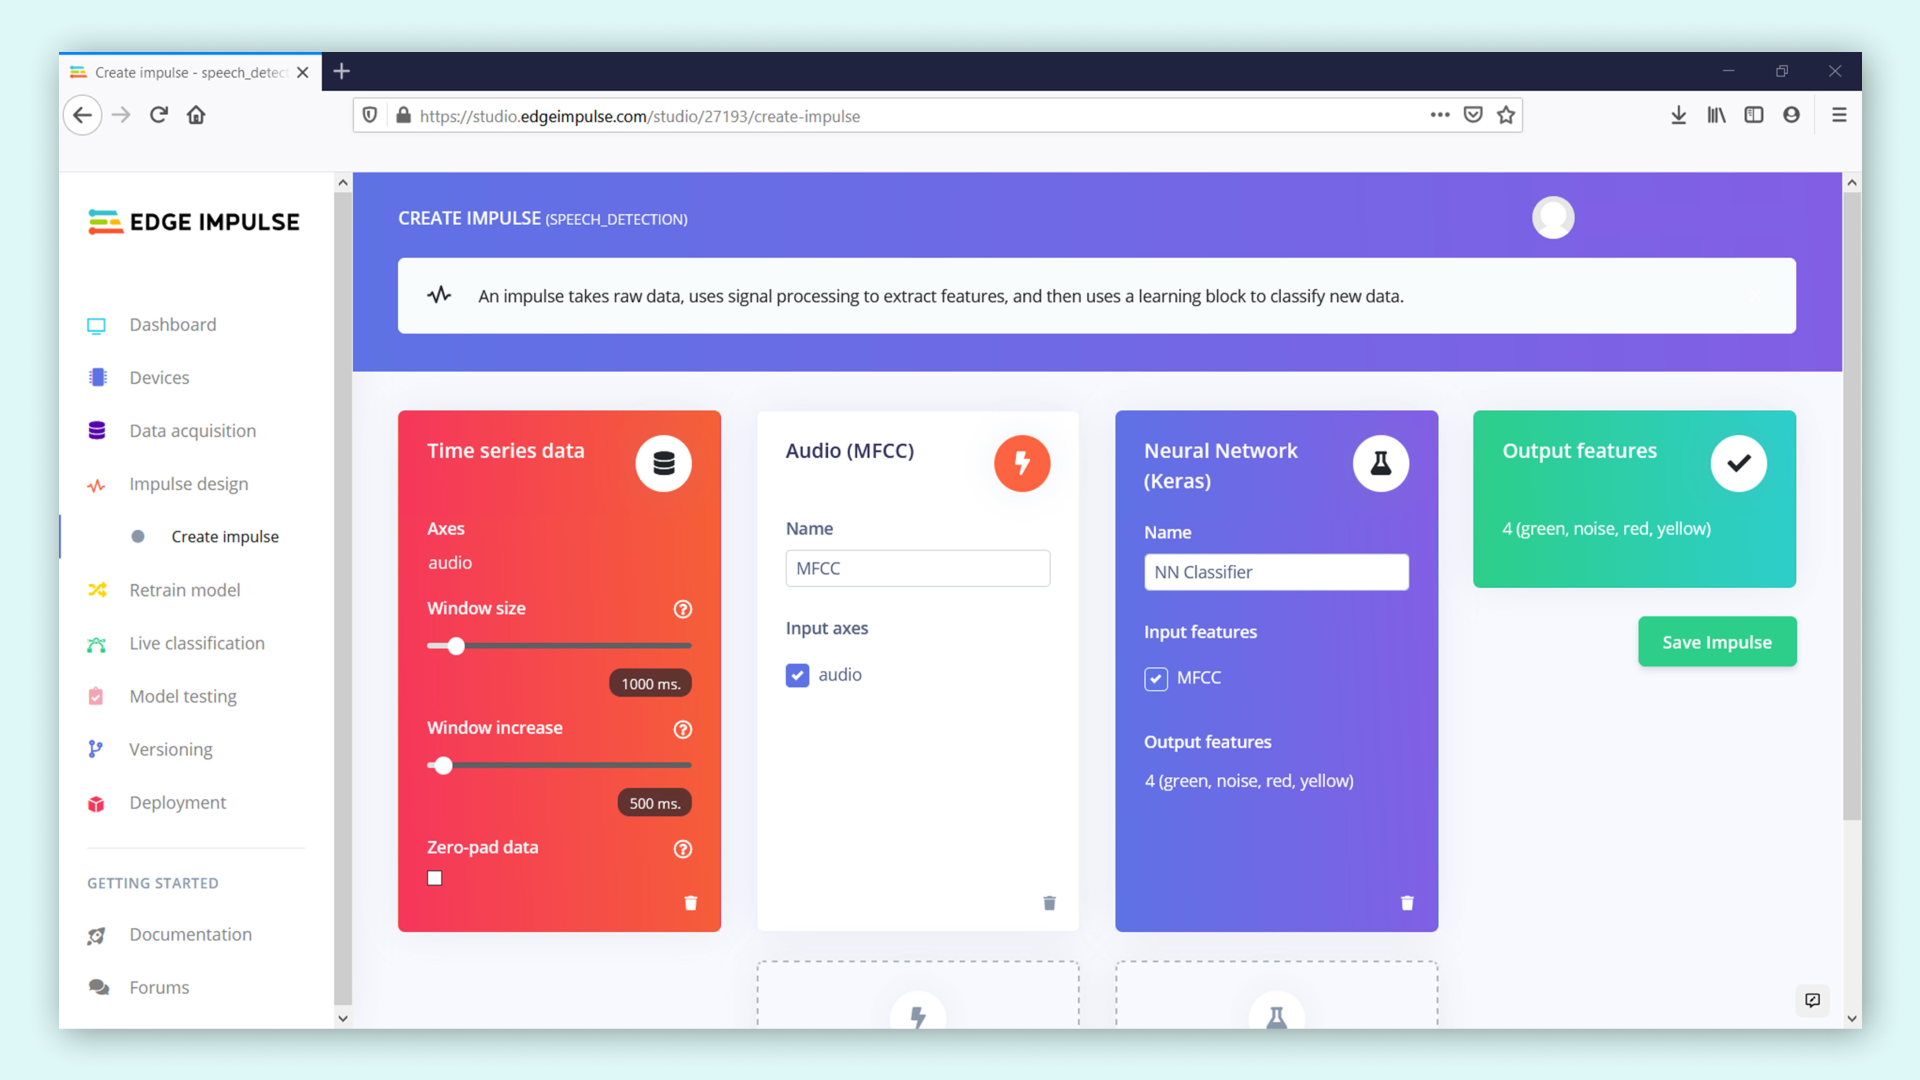 Create impulse - speech_detect
https://studio.edgeimpulse.com/studio/27193/create-impulse
EDGE IMPULSE
Dashboard
Devices
Data acquisition
Impulse design
Create impulse
Retrain model
Live classification
Model testing
Versioning
Deployment
GETTING STARTED
Documentation
Forums
CREATE IMPULSE (SPEECH_DETECTION)
An impulse takes raw data, uses signal processing to extract features, and then uses a learning block to classify new data.
Time series data
Axes
audio
Window size
1000 ms.
Window increase
500 ms.
Zero-pad data
Audio (MFCC)
Name
MFCC
Input axes
audio
Neural Network
(Keras)
Name
NN Classifier
Input features
MFCC
Output features
4 (green, noise, red, yellow)
Output features
4 (green, noise, red, yellow)
Save Impulse